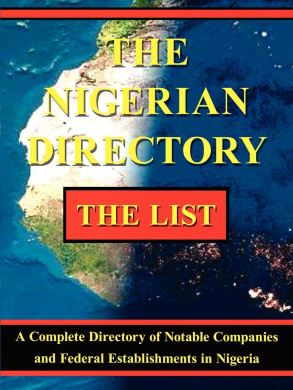 THE
NIGERIAN
DIRECTORY
THE LIST
A Complete Directory of Notable Companies
and Federal Establishments in Nigeria